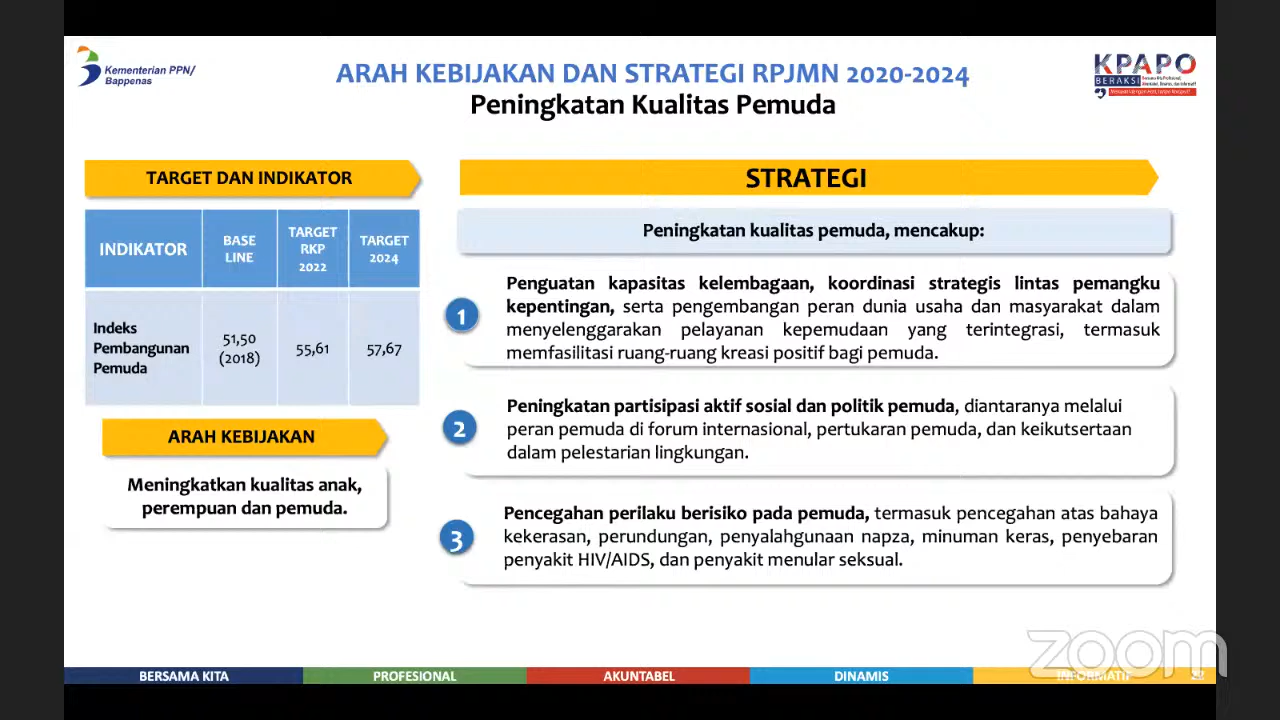 Kementerian PPN/
Bappenas
ARAH KEBIJAKAN DAN STRATEGI RPJMN 2020-2024
Peningkatan Kualitas Pemuda
KPAPO
BERAKSI
TARGET DAN INDIKATOR
INDIKATOR
BASE
LINE
TARGET
RKP
2022
TARGET
2024
Indeks
Pembangunan
Pemuda
51,50
(2018)
55,61
57,67
ARAH KEBIJAKAN
Meningkatkan kualitas anak,
perempuan dan pemuda.
STRATEGI
Peningkatan kualitas pemuda, mencakup:
1
Penguatan kapasitas kelembagaan, koordinasi strategis lintas pemangku
kepentingan, serta pengembangan peran dunia usaha dan masyarakat dalam
menyelenggarakan pelayanan kepemudaan yang terintegrasi, termasuk
memfasilitasi ruang-ruang kreasi positif bagi pemuda.
2
Peningkatan partisipasi aktif sosial dan politik pemuda, diantaranya melalui
peran pemuda di forum internasional, pertukaran pemuda, dan keikutsertaan
dalam pelestarian lingkungan.
3
Pencegahan perilaku berisiko pada pemuda, termasuk pencegahan atas bahaya
kekerasan, perundungan, penyalahgunaan napza, minuman keras, penyebaran
penyakit HIV/AIDS, dan penyakit menular seksual.
zoom
BERSAMA KITA
PROFESIONAL
AKUNTABEL
DINAMIS
INFORMATIF